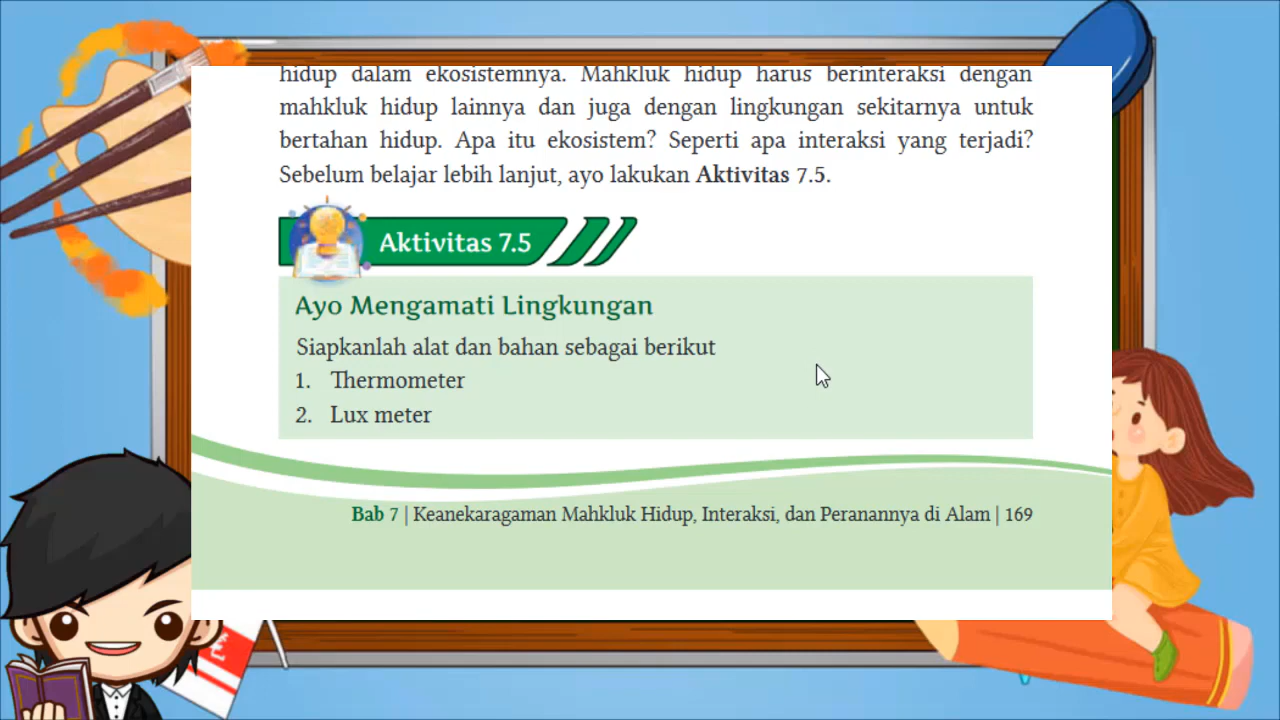 hidup dalam ekosistemnya. Mahkluk hidup harus berinteraksi dengan
mahkluk hidup lainnya dan juga dengan lingkungan sekitarnya untuk
bertahan hidup. Apa itu ekosistem? Seperti apa interaksi yang terjadi?
Sebelum belajar lebih lanjut, ayo lakukan Aktivitas 7.5.
Aktivitas 7.5
Ayo Mengamati Lingkungan
Siapkanlah alat dan bahan sebagai berikut
1. Thermometer
2. Lux meter
Bab 7 | Keanekaragaman Mahkluk Hidup, Interaksi, dan Peranannya di Alam | 169